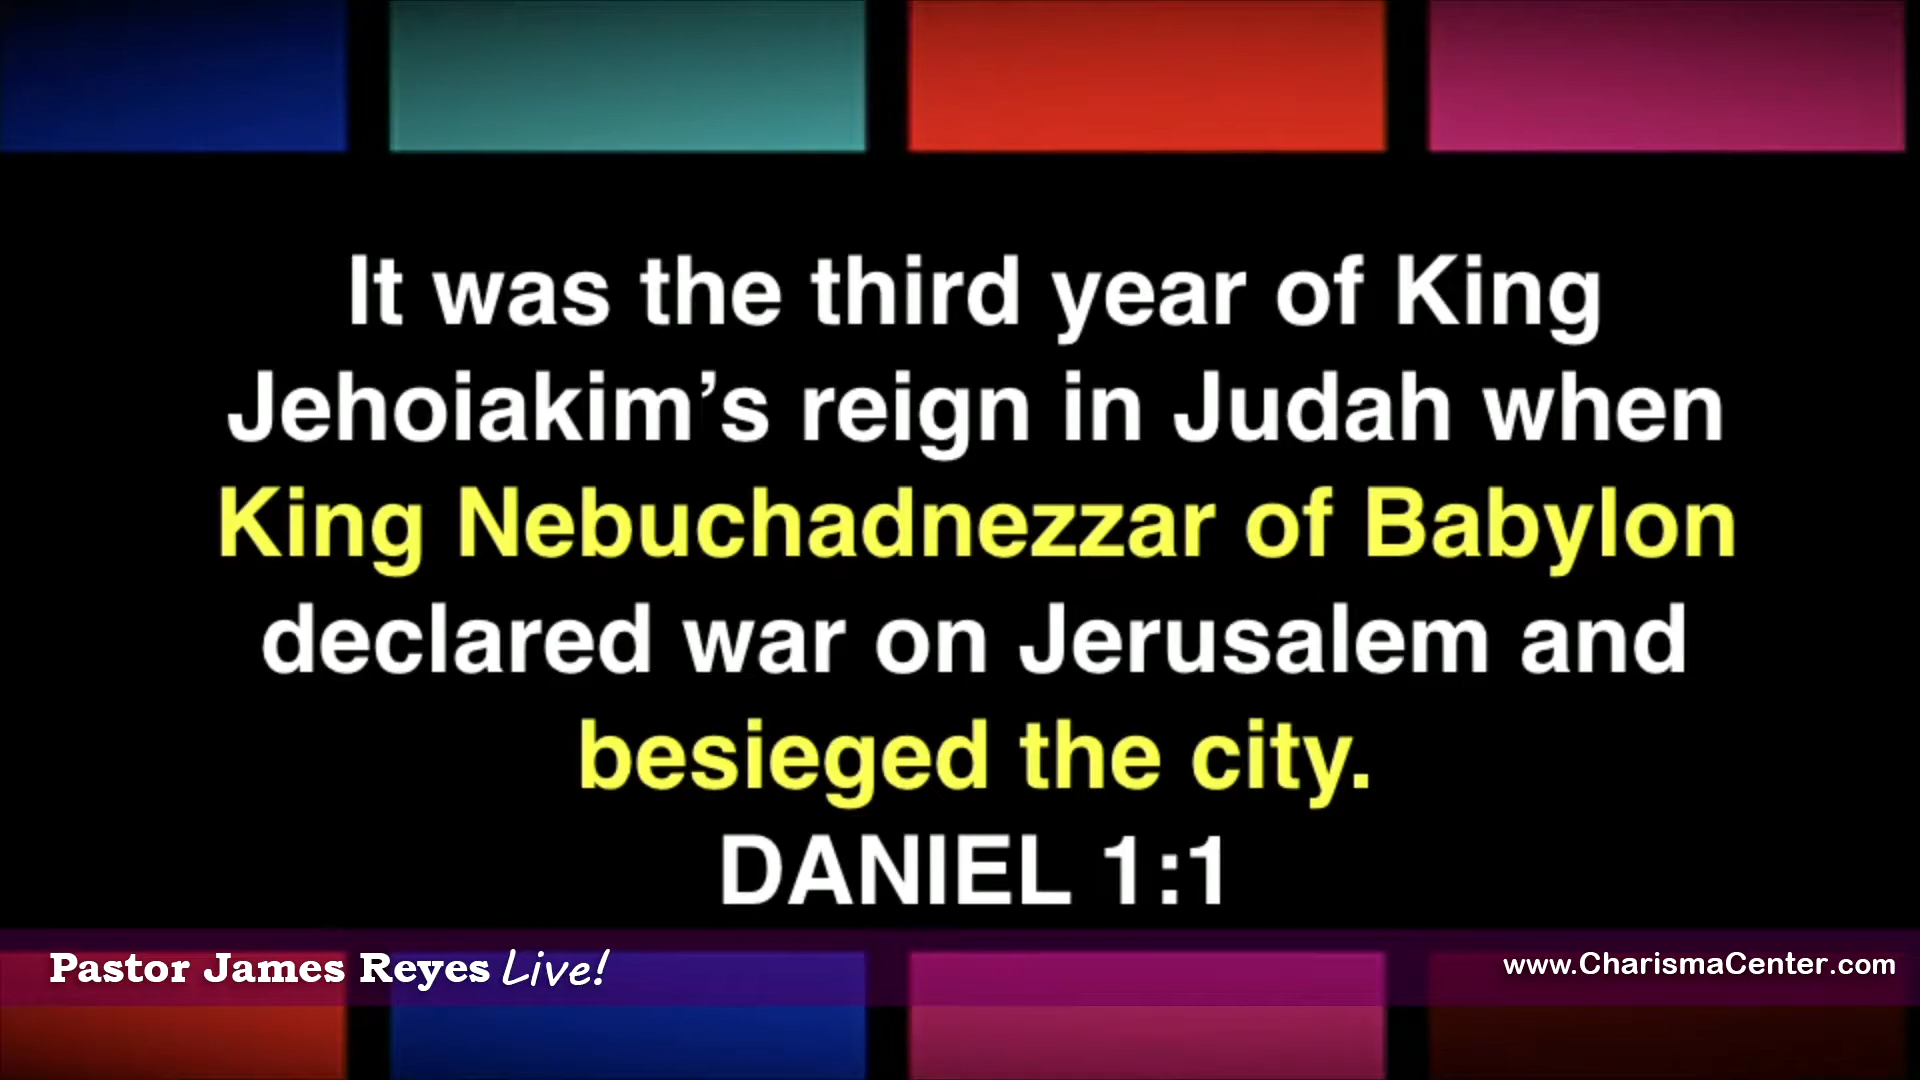 It was the third year of King
Jehoiakim’s reign in Judah when
King Nebuchadnezzar of Babylon
declared war on Jerusalem and
besieged the city.
DANIEL 1:1
Pastor James Reyes Live!
www.CharismaCenter.com